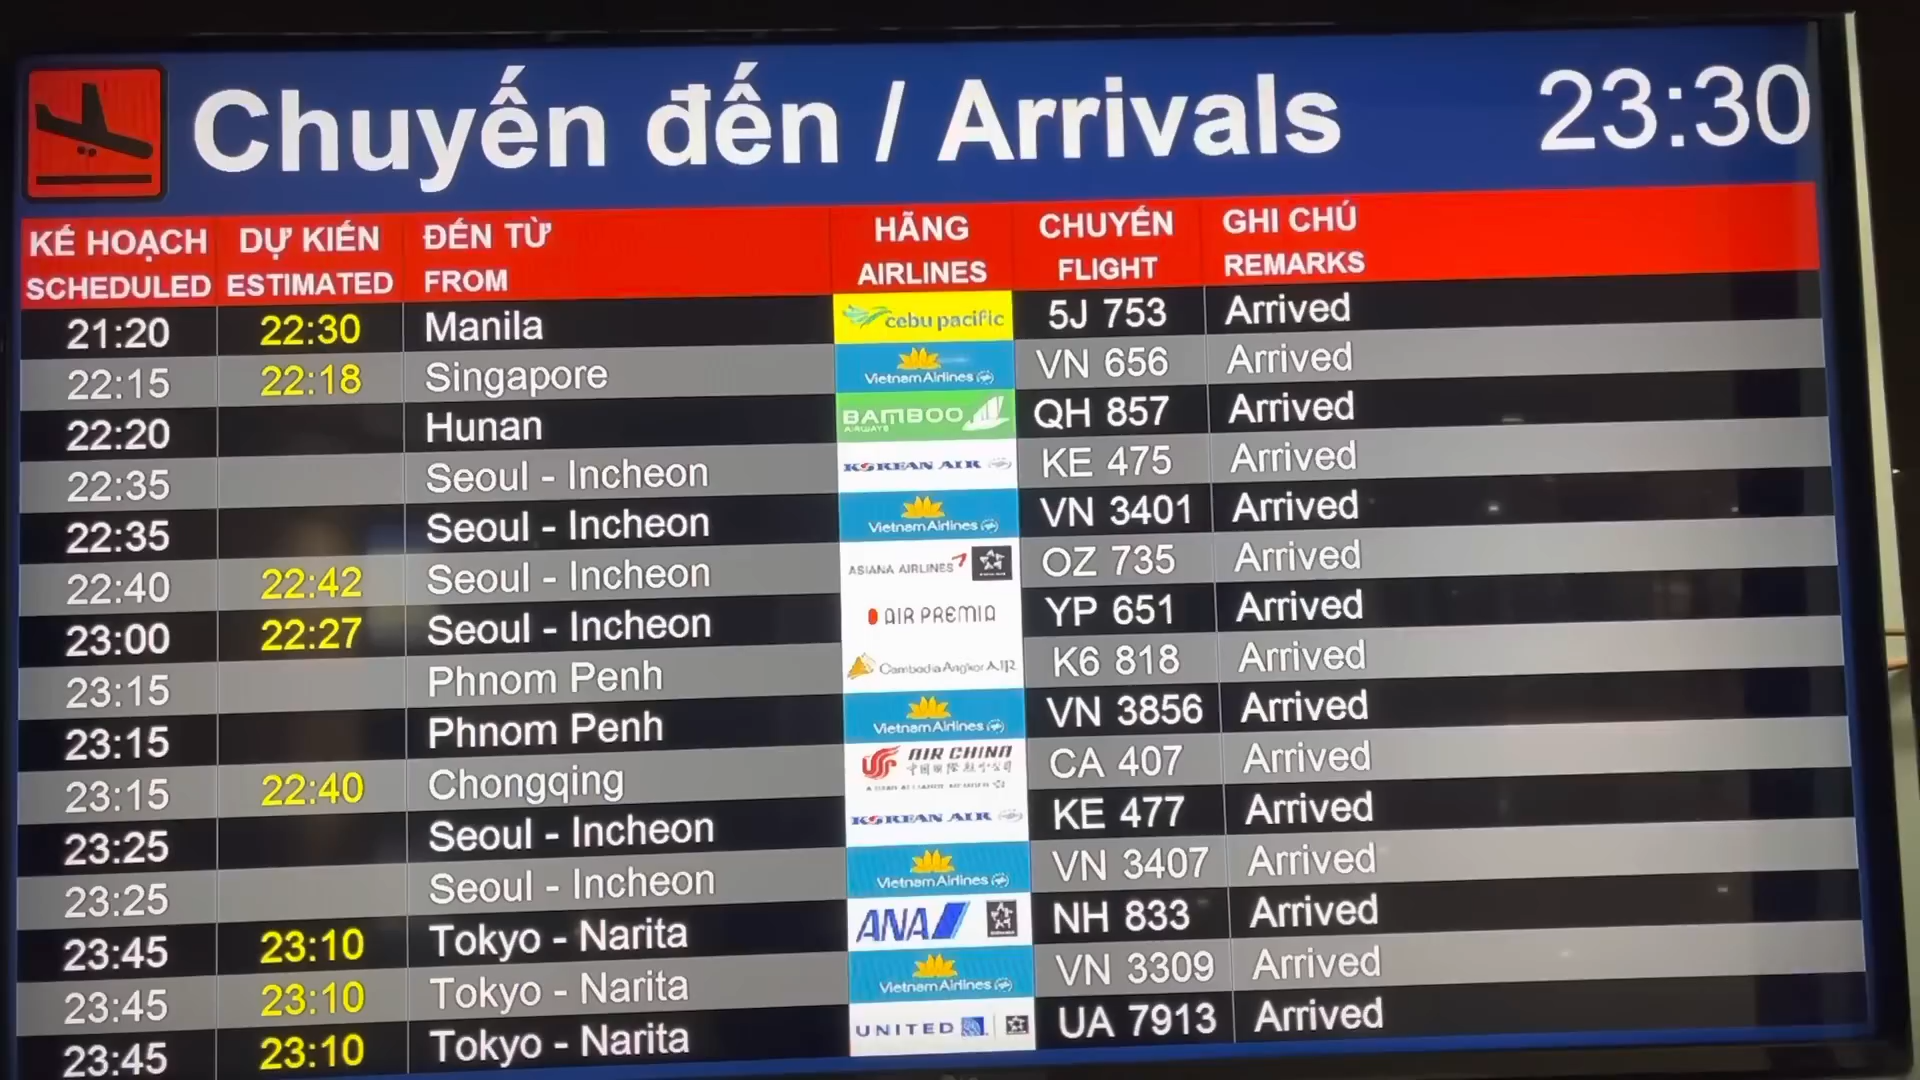 Chuyến đến / Arrivals 23:30
KẾ HOẠCH DỰ KIẾN ĐẾN TỪ HÃNG CHUYẾN GHI CHÚ
SCHEDULED ESTIMATED FROM AIRLINES FLIGHT REMARKS
21:20 22:30 Manila cebu pacific 5J 753 Arrived
22:15 22:18 Singapore Vietnam Airlines VN 656 Arrived
22:20 Hunan BAMBOO AIRWAYS QH 857 Arrived
22:35 Seoul - Incheon KOREAN AIR KE 475 Arrived
22:35 Seoul - Incheon Vietnam Airlines VN 3401 Arrived
22:40 22:42 Seoul - Incheon ASIANA AIRLINES OZ 735 Arrived
23:00 22:27 Seoul - Incheon AIR PREMIA YP 651 Arrived
23:15 Phnom Penh Cambodia Angkor AIR K6 818 Arrived
23:15 Phnom Penh Vietnam Airlines VN 3856 Arrived
23:15 22:40 Chongqing AIR CHINA CA 407 Arrived
23:25 Seoul - Incheon KOREAN AIR KE 477 Arrived
23:25 Seoul - Incheon Vietnam Airlines VN 3407 Arrived
23:45 23:10 Tokyo - Narita ANA NH 833 Arrived
23:45 23:10 Tokyo - Narita Vietnam Airlines VN 3309 Arrived
23:45 23:10 Tokyo - Narita UNITED UA 7913 Arrived